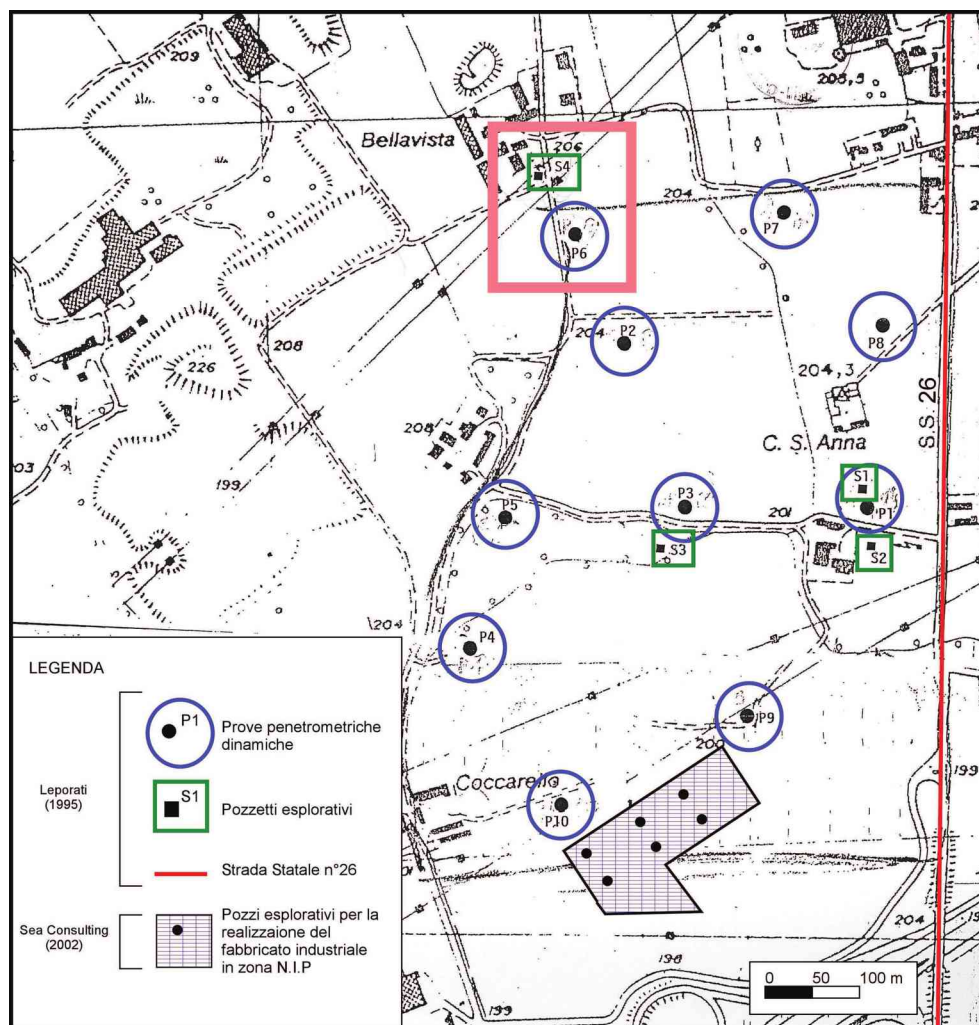 209
205,5
Bellavista
206
S4
204
P7
P6
204
P2
P8
208
226
204,3
S.S. 26
C. S. Anna
208
03
199
S1
P3
P1
P5
201
S3
S2
204
P4
P9
200
199
Coccarello
P10
01
204
198
199
LEGENDA
P1
Prove penetrometriche
dinamiche
Leporati
(1995)
S1
Pozzetti esplorativi
Strada Statale n°26
Sea Consulting
(2002)
Pozzi esplorativi per la
realizzaione del
fabbricato industriale
in zona N.I.P
0 50 100 m